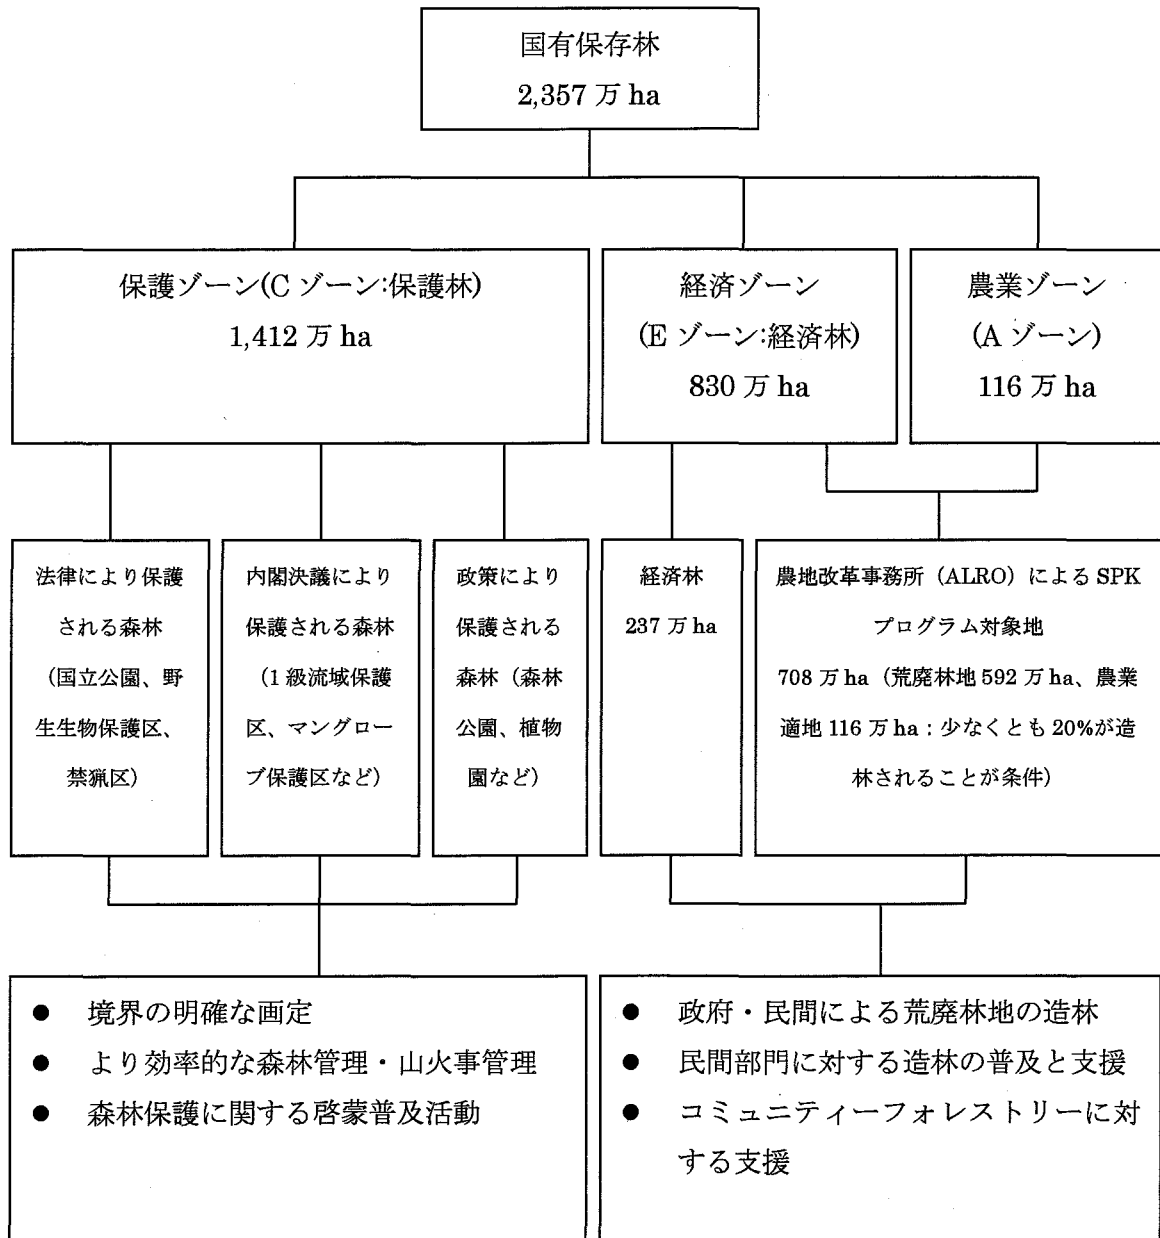 国有保存林
2,357 万 ha
保護ゾーン(C ゾーン:保護林)
1,412 万 ha
経済ゾーン
(E ゾーン:経済林)
830 万 ha
農業ゾーン
(A ゾーン)
116 万 ha
法律により保護
される森林
(国立公園、野
生生物保護区、
禁猟区)
内閣決議により
保護される森林
(1 級流域保護
区、マングロー
ブ保護区など)
政策により
保護される
森林(森林
公園、植物
園など)
経済林
237 万 ha
農地改革事務所(ALRO)による SPK
プログラム対象地
708 万 ha(荒廃林地 592 万 ha、農業
適地 116 万 ha:少なくとも 20%が造
林されることが条件)
● 境界の明確な画定
● より効率的な森林管理・山火事管理
● 森林保護に関する啓蒙普及活動
● 政府・民間による荒廃林地の造林
● 民間部門に対する造林の普及と支援
● コミュニティーフォレストリーに対
する支援